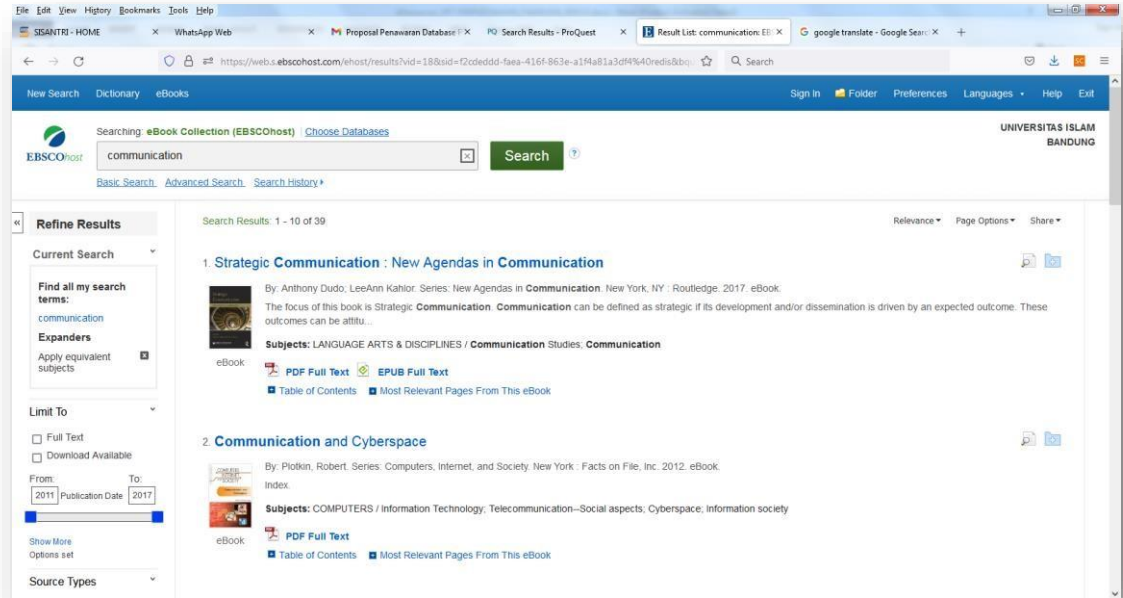 File Edit View History Bookmarks Tools Help
SISANTRI - HOME × WhatsApp Web × Proposal Penawaran Database × PQ Search Results - ProQuest × Result List: communication: EB × google translate - Google Searc × +
https://web.s.ebscohost.com/ehost/results?vid=18&sid=f2cdeddd-faea-416f-863e-a1f4a81a3df4%40redis&bq Search
New Search Dictionary eBooks Sign In Folder Preferences Languages Help Exit
Searching: eBook Collection (EBSCOhost) Choose Databases
UNIVERSITAS ISLAM BANDUNG
EBSCOhost
communication Search
Basic Search Advanced Search Search History
Refine Results
Search Results: 1 - 10 of 39 Relevance Page Options Share
Current Search
Find all my search terms:
communication
Expanders
Apply equivalent subjects
Limit To
Full Text
Download Available
From: To:
2011 Publication Date 2017
Show More
Options set
Source Types
1. Strategic Communication : New Agendas in Communication
By: Anthony Dudo; LeeAnn Kahlor. Series: New Agendas in Communication. New York, NY : Routledge. 2017. eBook.
The focus of this book is Strategic Communication. Communication can be defined as strategic if its development and/or dissemination is driven by an expected outcome. These
outcomes can be attitu...
Subjects: LANGUAGE ARTS & DISCIPLINES / Communication Studies; Communication
eBook
PDF Full Text EPUB Full Text
Table of Contents Most Relevant Pages From This eBook
2. Communication and Cyberspace
By: Plotkin, Robert. Series: Computers, Internet, and Society. New York : Facts on File, Inc. 2012. eBook.
Index.
Subjects: COMPUTERS / Information Technology; Telecommunication--Social aspects; Cyberspace; Information society
eBook
PDF Full Text
Table of Contents Most Relevant Pages From This eBook